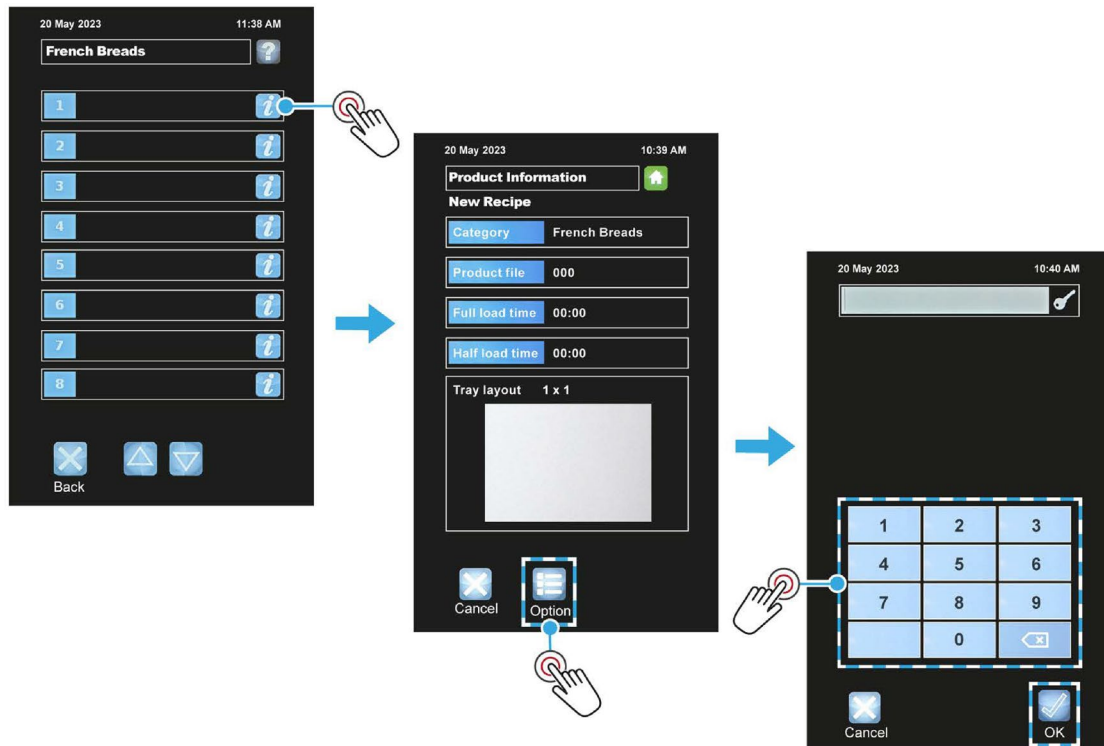 20 May 2023 11:38 AM
French Breads ?
1 i
2 i
3 i
4 i
5 i
6 i
7 i
8 i
Back
20 May 2023 10:39 AM
Product Information
New Recipe
Category French Breads
Product file 000
Full load time 00:00
Half load time 00:00
Tray layout 1 x 1
Cancel Option
20 May 2023 10:40 AM
1 2 3
4 5 6
7 8 9
0
Cancel OK